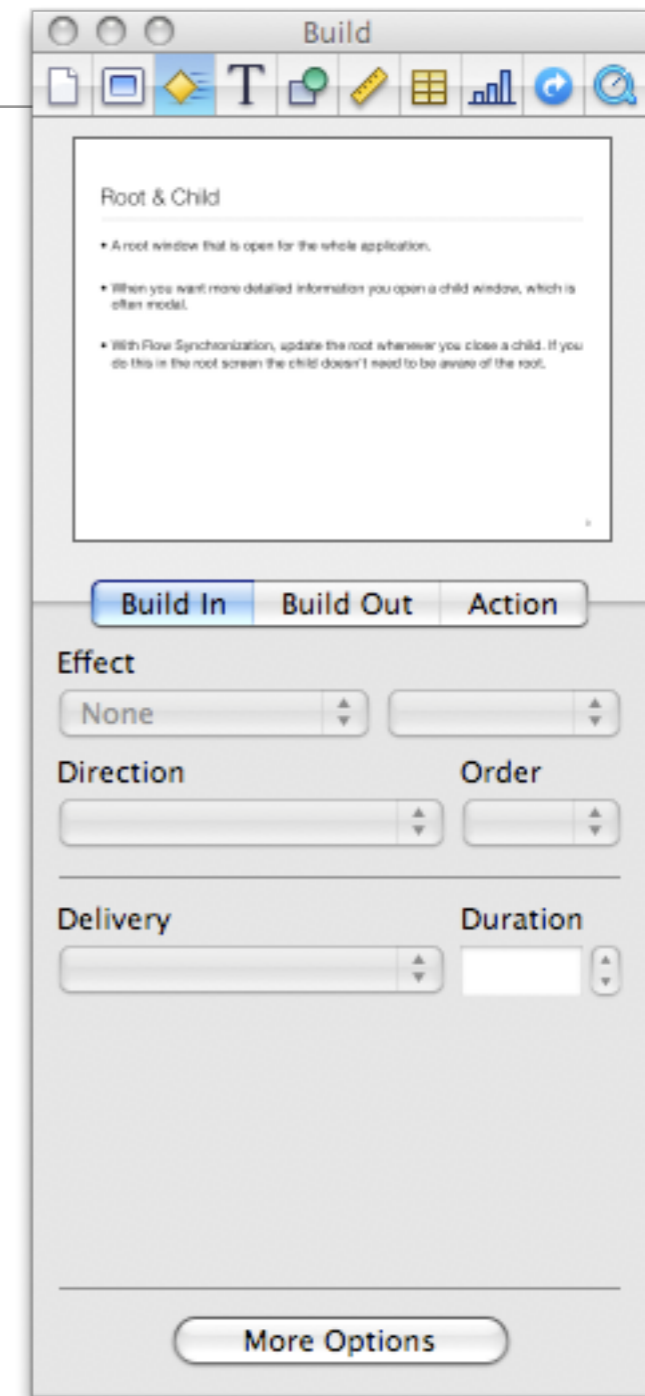 Build
T
Root & Child
• A root window that is open for the whole application.
• When you want more detailed information you open a child window, which is
often modal.
• With Flow Synchronization, update the root whenever you close a child. If you
do this in the root screen the child doesn't need to be aware of the root.
Build In Build Out Action
Effect
None
Direction Order
Delivery Duration
More Options